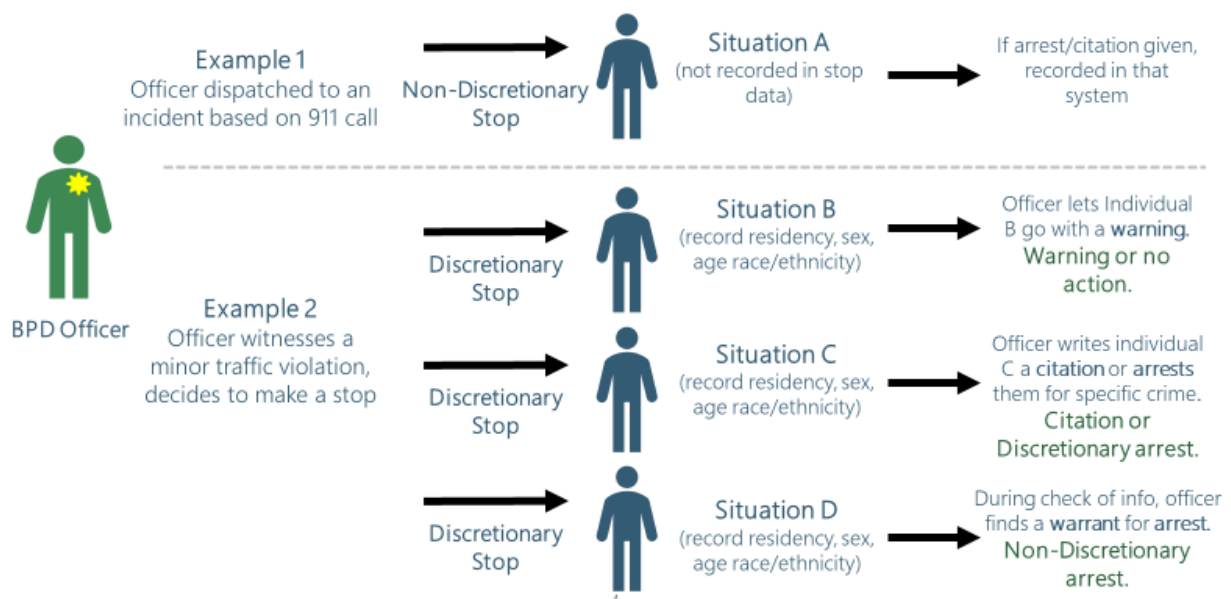 Example 1
Officer dispatched to an
incident based on 911 call
Non-Discretionary
Stop
Situation A
(not recorded in stop
data)
If arrest/citation given,
recorded in that
system
BPD Officer
Example 2
Officer witnesses a
minor traffic violation,
decides to make a stop
Discretionary
Stop
Situation B
(record residency, sex,
age race/ethnicity)
Officer lets Individual
B go with a warning.
Warning or no
action.
Discretionary
Stop
Situation C
(record residency, sex,
age race/ethnicity)
Officer writes individual
C a citation or arrests
them for specific crime.
Citation or
Discretionary arrest.
Discretionary
Stop
Situation D
(record residency, sex,
age race/ethnicity)
During check of info, officer
finds a warrant for arrest.
Non-Discretionary
arrest.